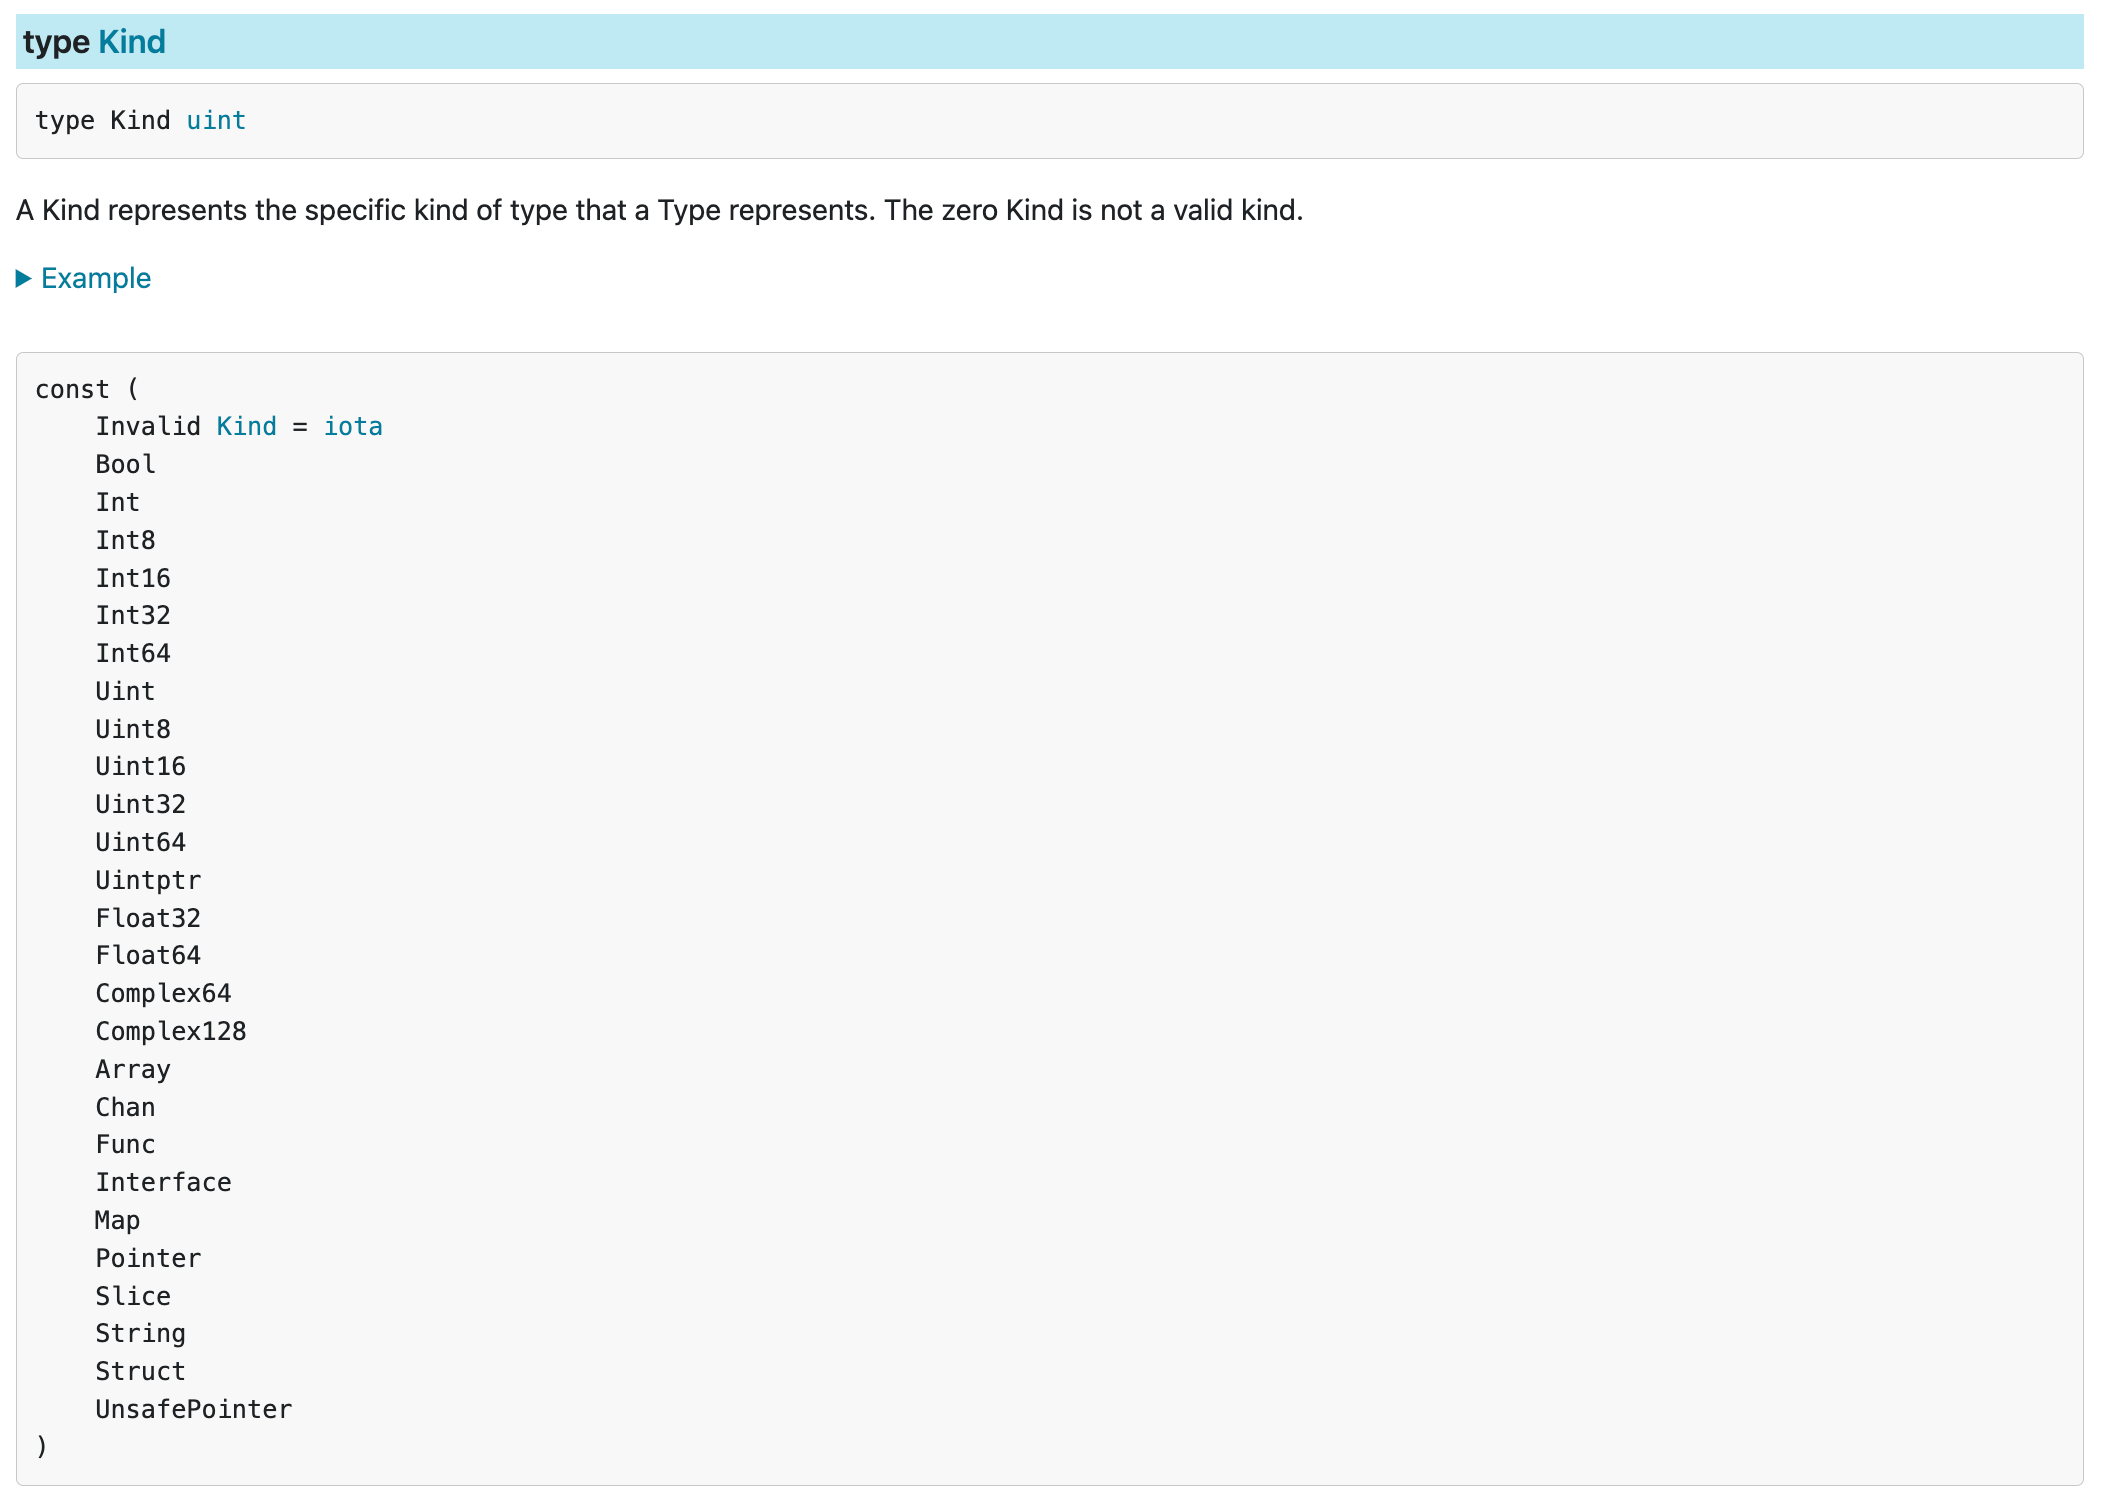 type Kind
type Kind uint
A Kind represents the specific kind of type that a Type represents. The zero Kind is not a valid kind.
▶ Example
const (
    Invalid Kind = iota
    Bool
    Int
    Int8
    Int16
    Int32
    Int64
    Uint
    Uint8
    Uint16
    Uint32
    Uint64
    Uintptr
    Float32
    Float64
    Complex64
    Complex128
    Array
    Chan
    Func
    Interface
    Map
    Pointer
    Slice
    String
    Struct
    UnsafePointer
)